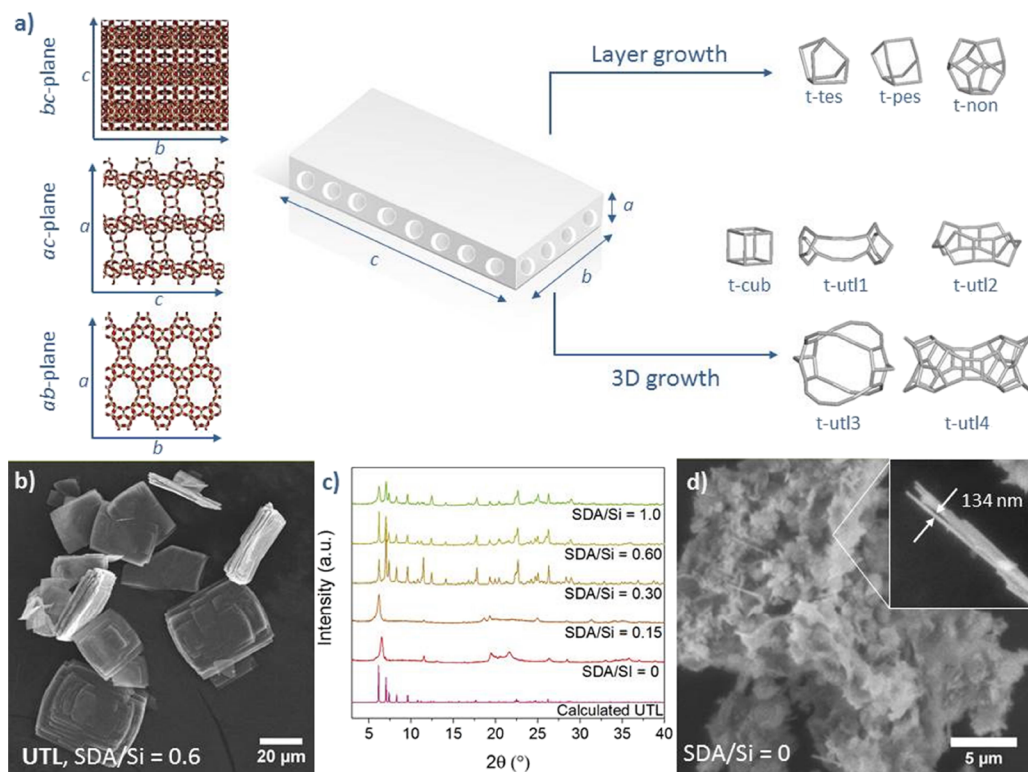 a)
bc-plane
c
b
ac-plane
a
c
ab-plane
a
b
c
b
a
Layer growth
t-tes t-pes t-non
t-cub t-utl1 t-utl2
3D growth
t-utl3 t-utl4
b)
UTL, SDA/Si = 0.6
20 µm
c)
Intensity (a.u.)
SDA/Si = 1.0
SDA/Si = 0.60
SDA/Si = 0.30
SDA/Si = 0.15
SDA/SI = 0
Calculated UTL
5 10 15 20 25 30 35 40
2θ (°)
d)
134 nm
SDA/Si = 0
5 µm